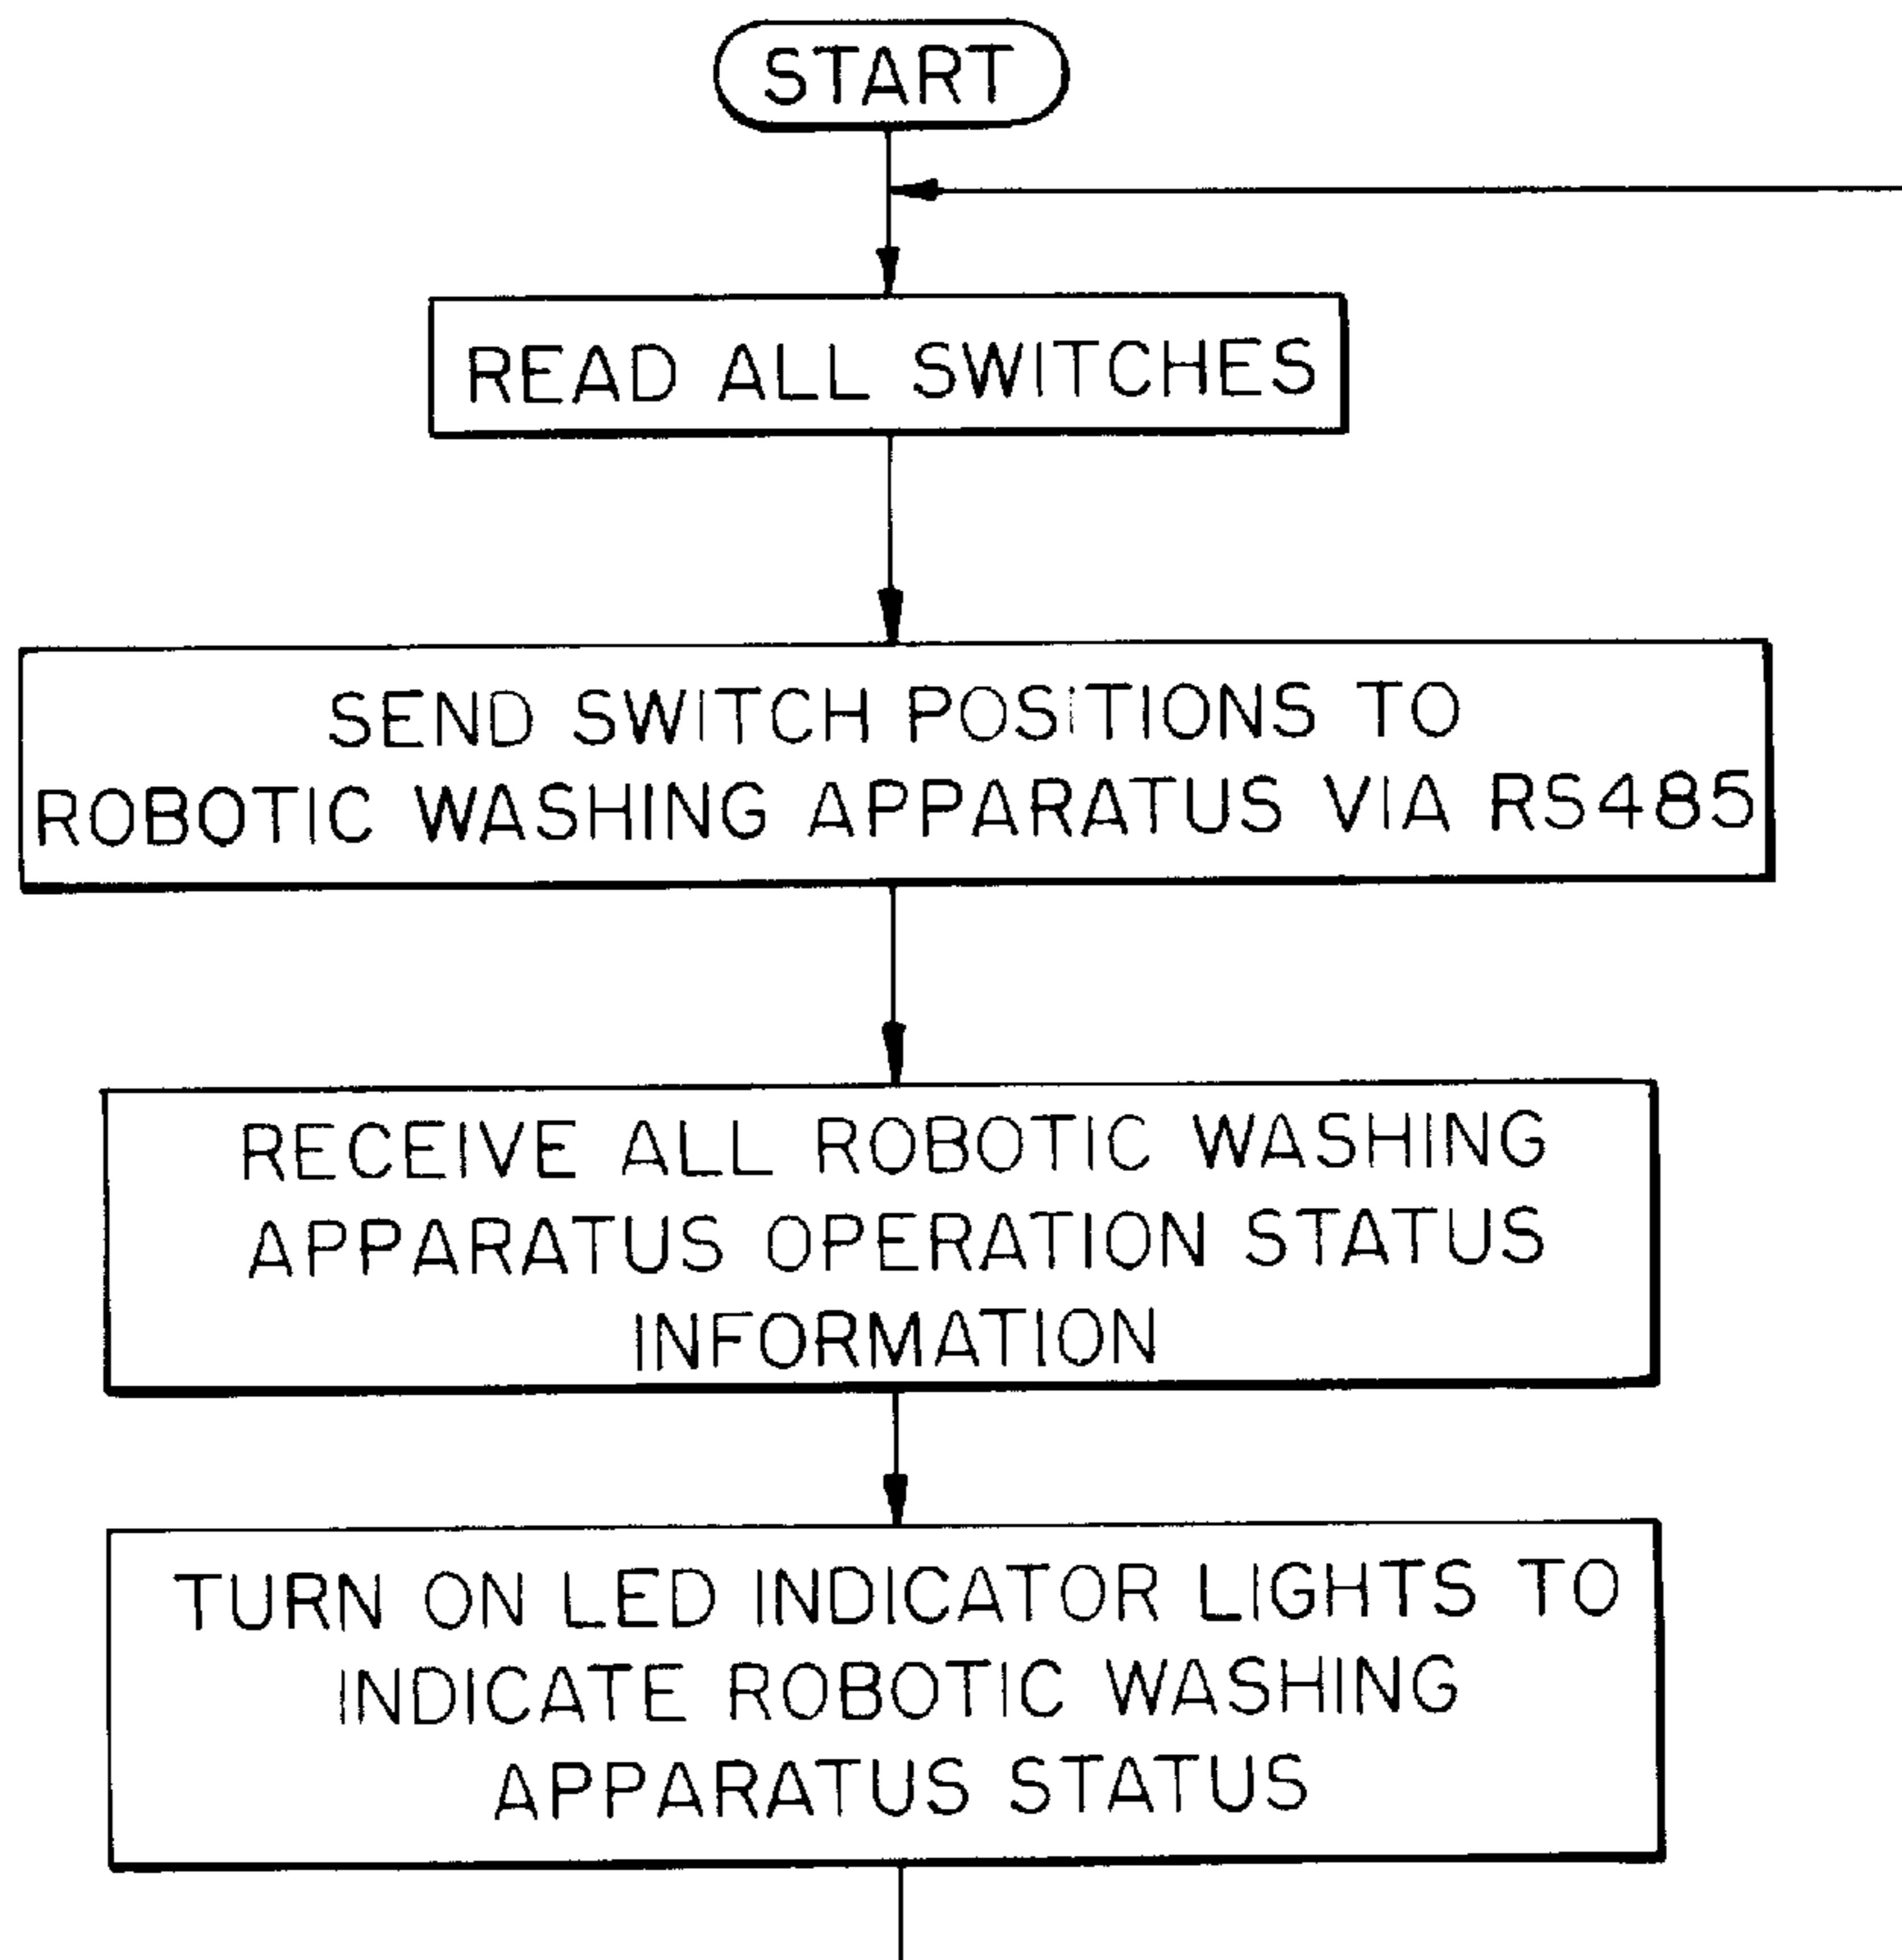 START
READ ALL SWITCHES
SEND SWITCH POSITIONS TO
ROBOTIC WASHING APPARATUS VIA RS485
RECEIVE ALL ROBOTIC WASHING
APPARATUS OPERATION STATUS
INFORMATION
TURN ON LED INDICATOR LIGHTS TO
INDICATE ROBOTIC WASHING
APPARATUS STATUS